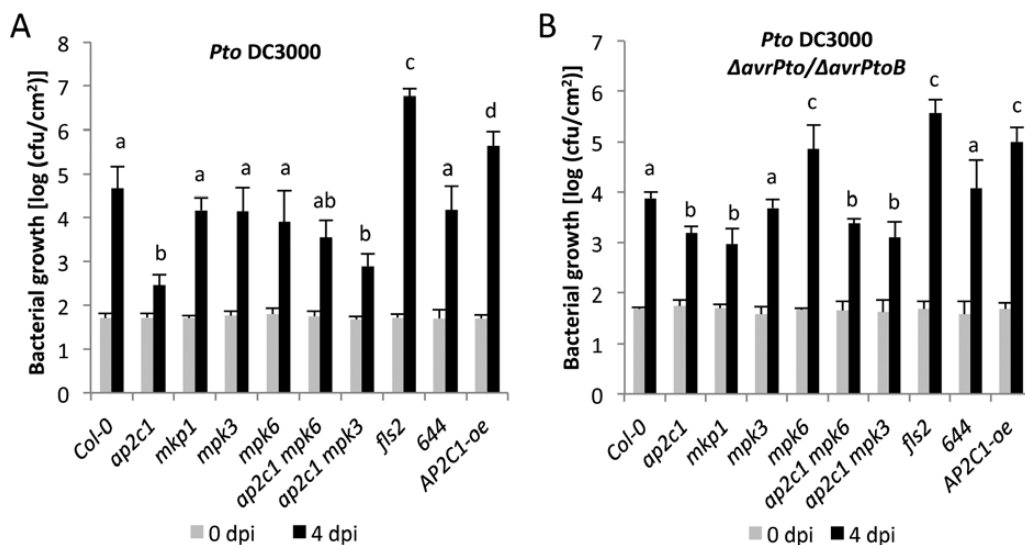 A
Pto DC3000
Bacterial growth [log (cfu/cm²)]
8
7
6
5
4
3
2
1
0
a
b
a
a
a
ab
b
c
a
d
Col-0
ap2c1
mkp1
mpk3
mpk6
ap2c1 mpk6
ap2c1 mpk3
fls2
644
AP2C1-oe
0 dpi
4 dpi
B
Pto DC3000
ΔavrPto/ΔavrPtoB
Bacterial growth [log (cfu/cm²)]
7
6
5
4
3
2
1
0
a
b
b
a
c
b
b
c
a
c
Col-0
ap2c1
mkp1
mpk3
mpk6
ap2c1 mpk6
ap2c1 mpk3
fls2
644
AP2C1-oe
0 dpi
4 dpi